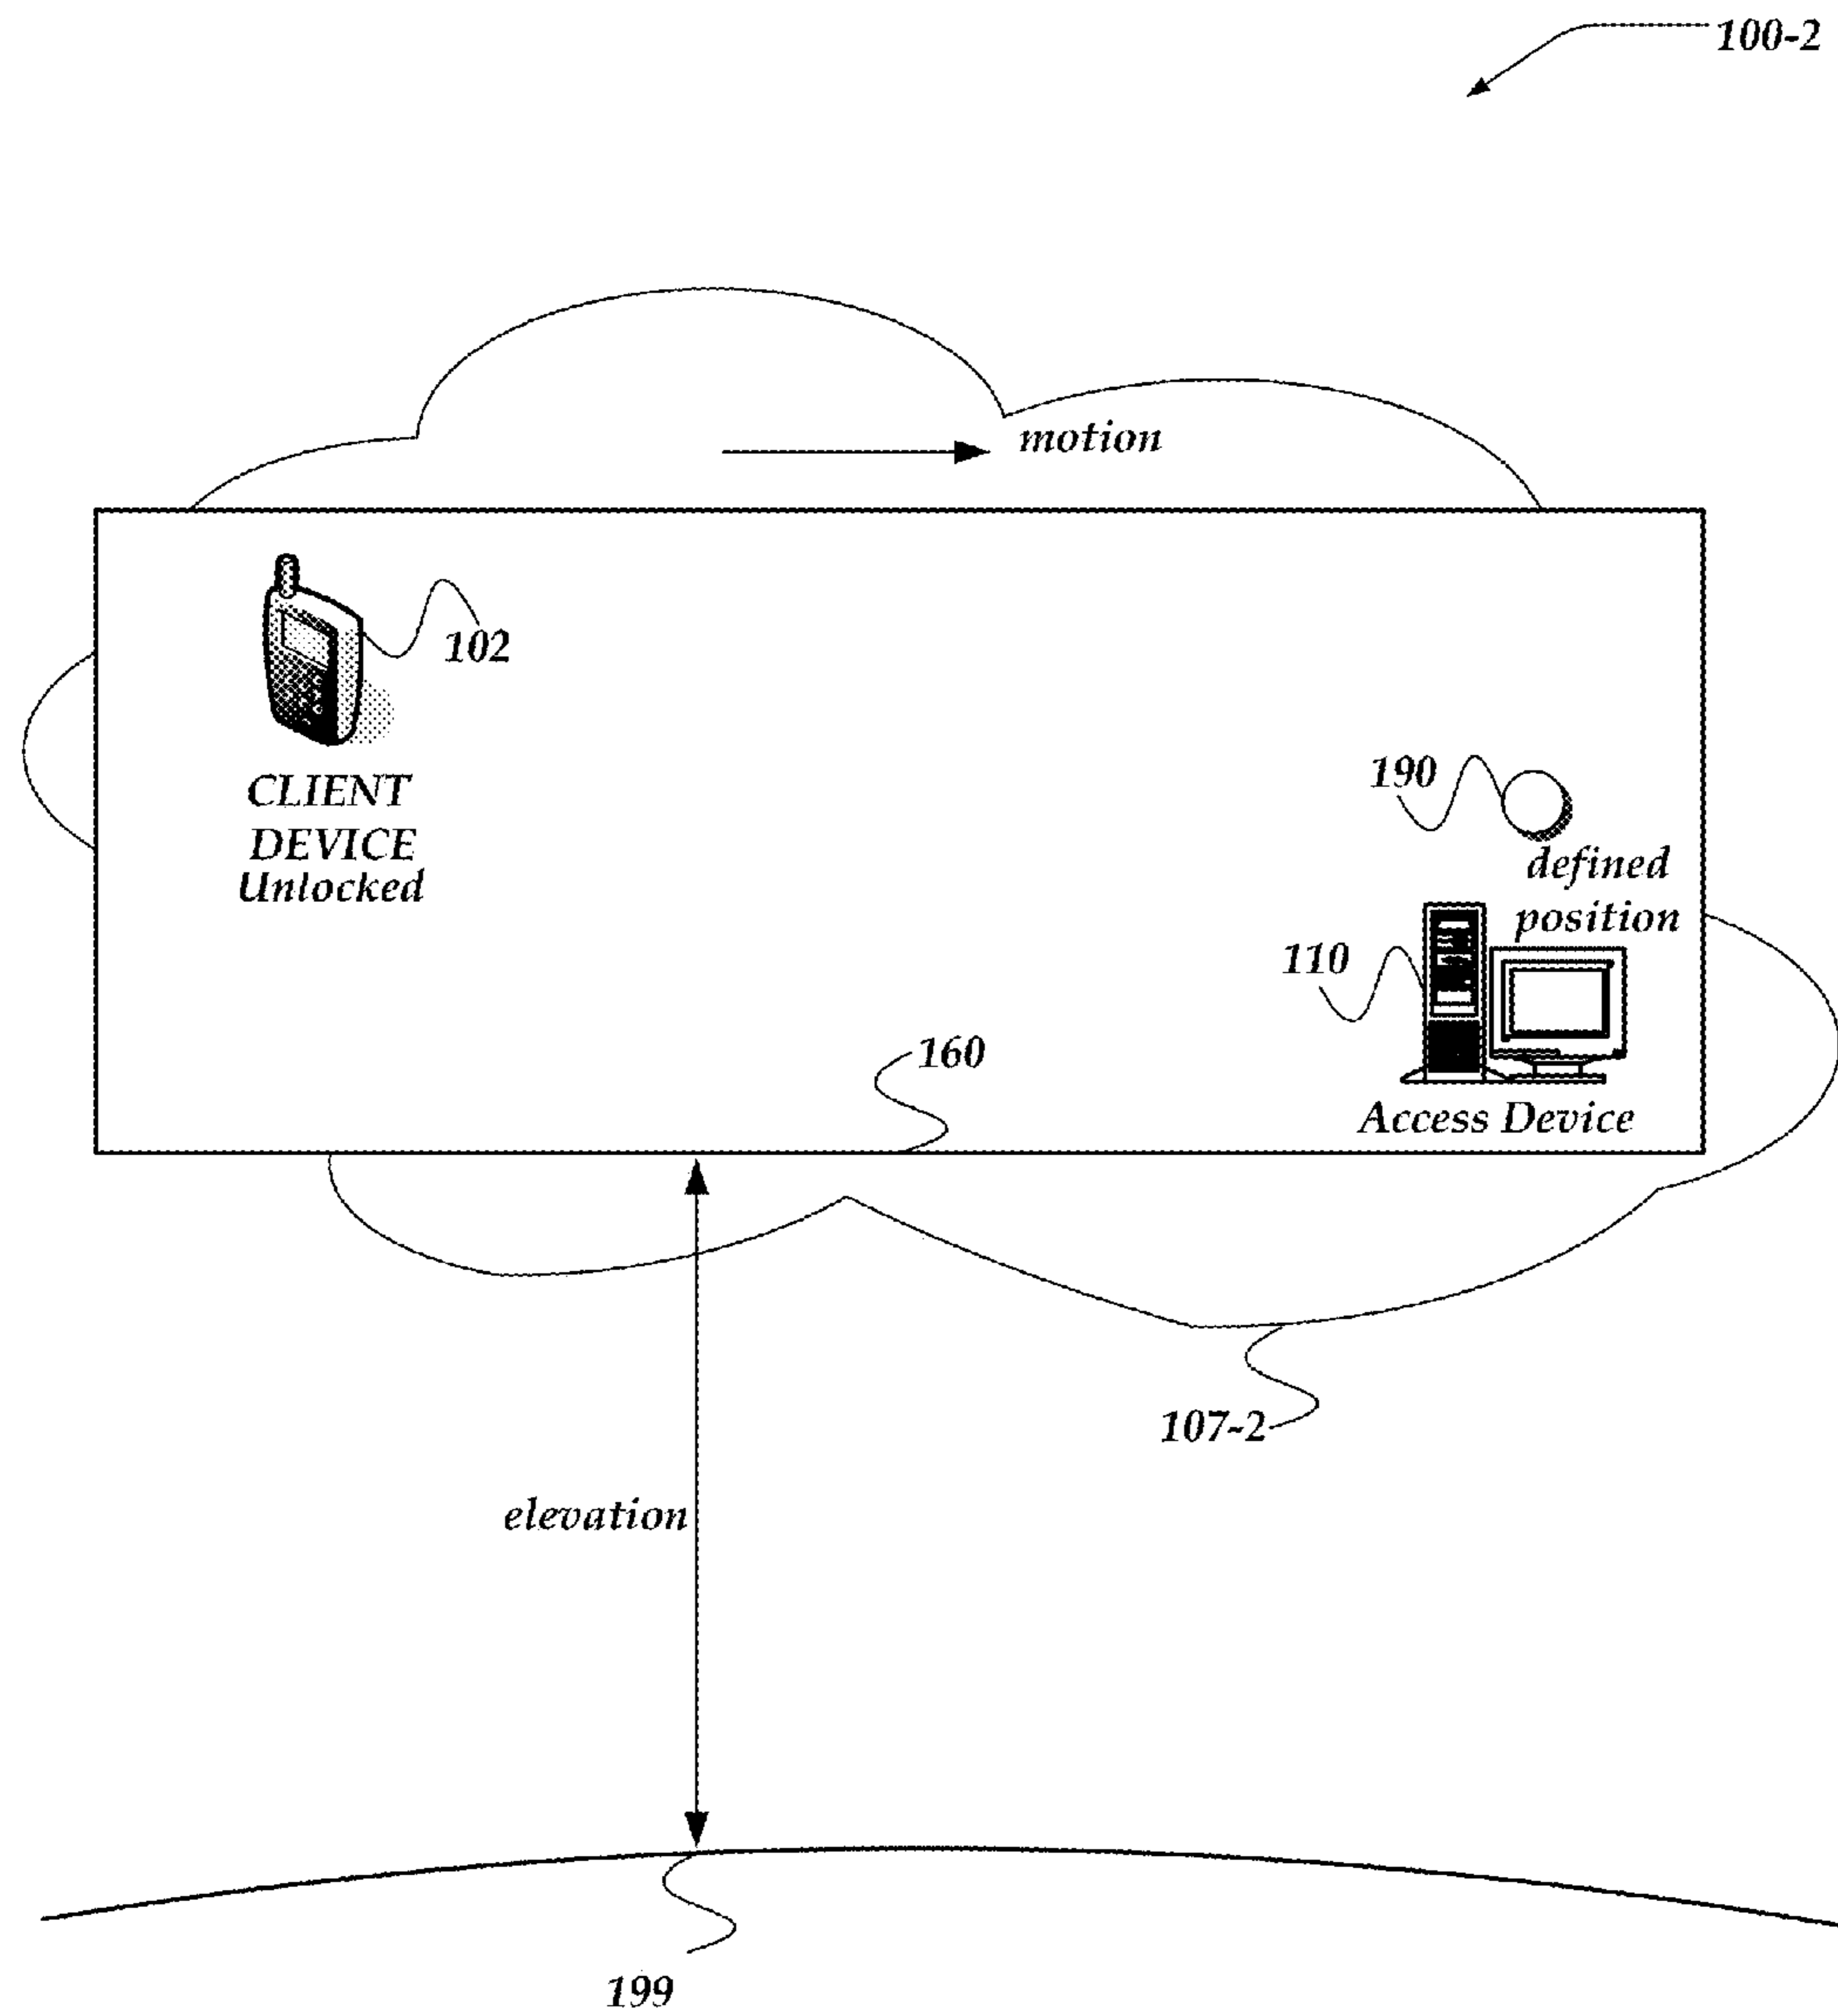 100-2
motion
102
CLIENT
DEVICE
Unlocked
190
defined
position
110
160
Access Device
107-2
elevation
199